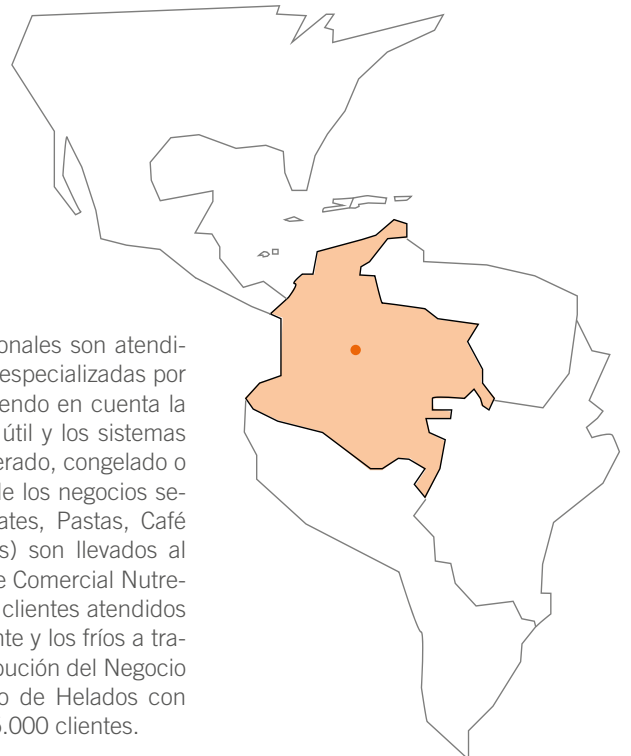 onales son atendi-
especializadas por
endo en cuenta la
útil y los sistemas
erado, congelado o
de los negocios se-
ates, Pastas, Café
s) son llevados al
e Comercial Nutre-
clientes atendidos
nte y los fríos a tra-
bución del Negocio
o de Helados con
.000 clientes.